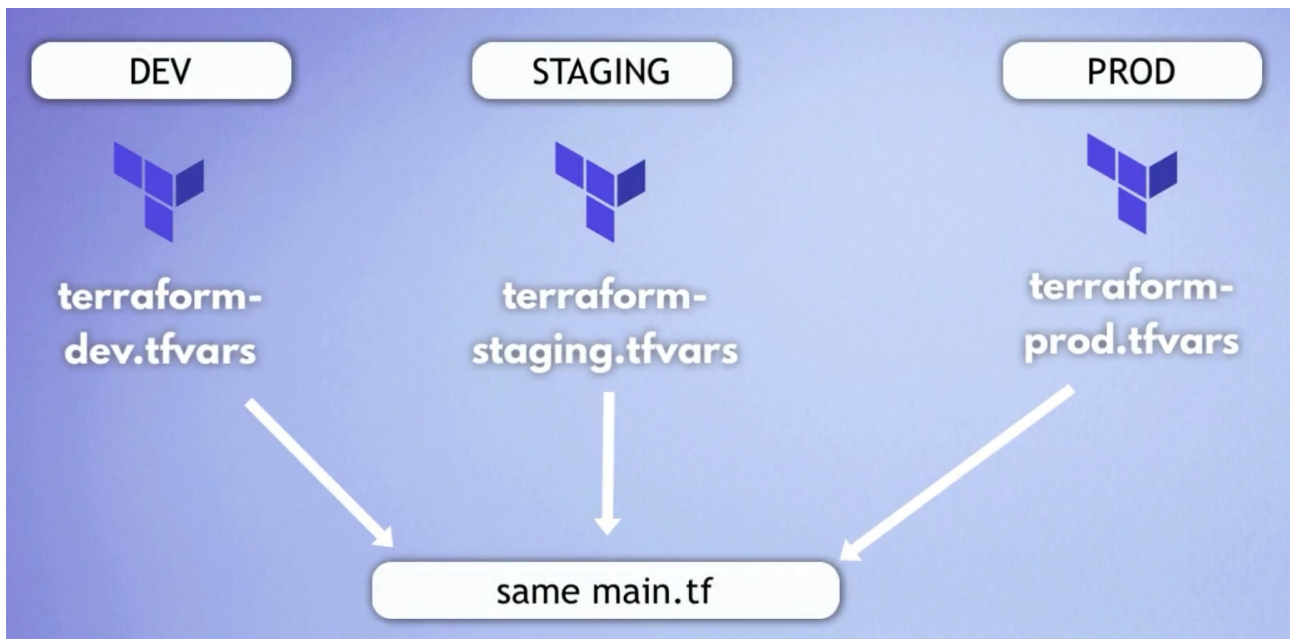 DEV
STAGING
PROD
terraform-
dev.tfvars
terraform-
staging.tfvars
terraform-
prod.tfvars
same main.tf